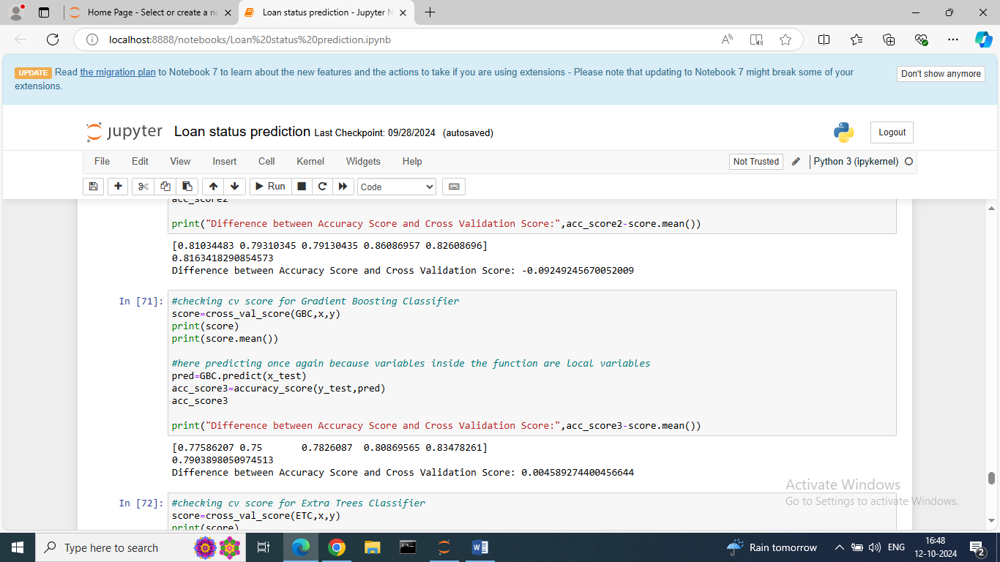 Home Page - Select or create a n
Loan status prediction - Jupyter N
localhost:8888/notebooks/Loan%20status%20prediction.ipynb
UPDATE Read the migration plan to Notebook 7 to learn about the new features and the actions to take if you are using extensions - Please note that updating to Notebook 7 might break some of your
extensions.
Don't show anymore
jupyter Loan status prediction Last Checkpoint: 09/28/2024 (autosaved)
Logout
File Edit View Insert Cell Kernel Widgets Help
Not Trusted Python 3 (ipykernel)
Run Code
acc_score2
print("Difference between Accuracy Score and Cross Validation Score:",acc_score2-score.mean())
[0.81034483 0.79310345 0.79130435 0.86086957 0.82608696]
0.8163418290854573
Difference between Accuracy Score and Cross Validation Score: -0.09249245670052009
In [71]: #checking cv score for Gradient Boosting Classifier
score=cross_val_score(GBC,x,y)
print(score)
print(score.mean())
#here predicting once again because variables inside the function are local variables
pred=GBC.predict(x_test)
acc_score3=accuracy_score(y_test,pred)
acc_score3
print("Difference between Accuracy Score and Cross Validation Score:",acc_score3-score.mean())
[0.77586207 0.75       0.7826087  0.80869565 0.83478261]
0.7903898050974513
Difference between Accuracy Score and Cross Validation Score: 0.004589274400456644
In [72]: #checking cv score for Extra Trees Classifier
score=cross_val_score(ETC,x,y)
print(score)
Activate Windows
Go to Settings to activate Windows.
Type here to search
Rain tomorrow
ENG
16:48
12-10-2024
2